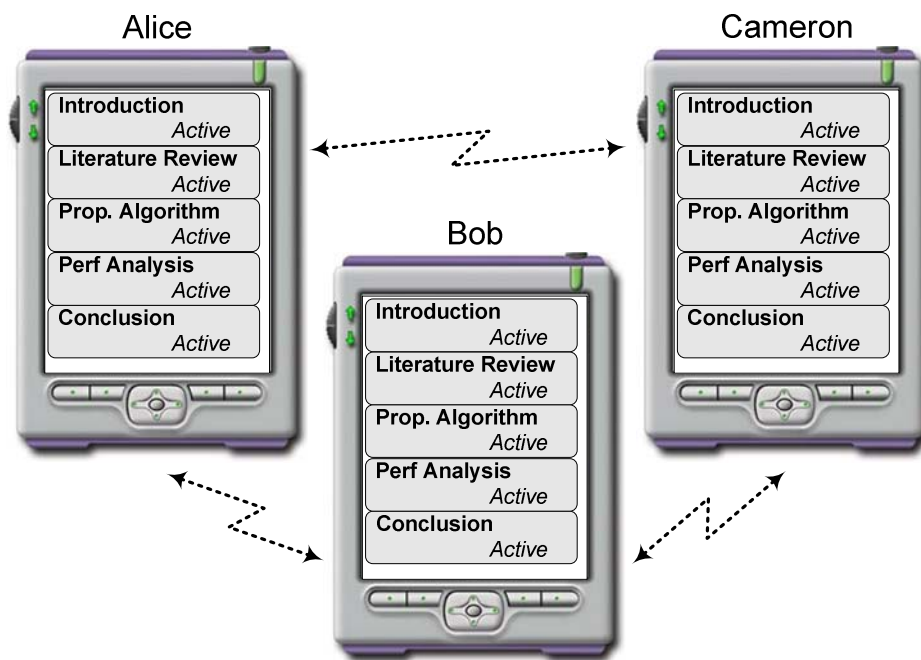 Alice
Introduction
Active
Literature Review
Active
Prop. Algorithm
Active
Perf Analysis
Active
Conclusion
Active
Cameron
Introduction
Active
Literature Review
Active
Prop. Algorithm
Active
Perf Analysis
Active
Conclusion
Active
Bob
Introduction
Active
Literature Review
Active
Prop. Algorithm
Active
Perf Analysis
Active
Conclusion
Active